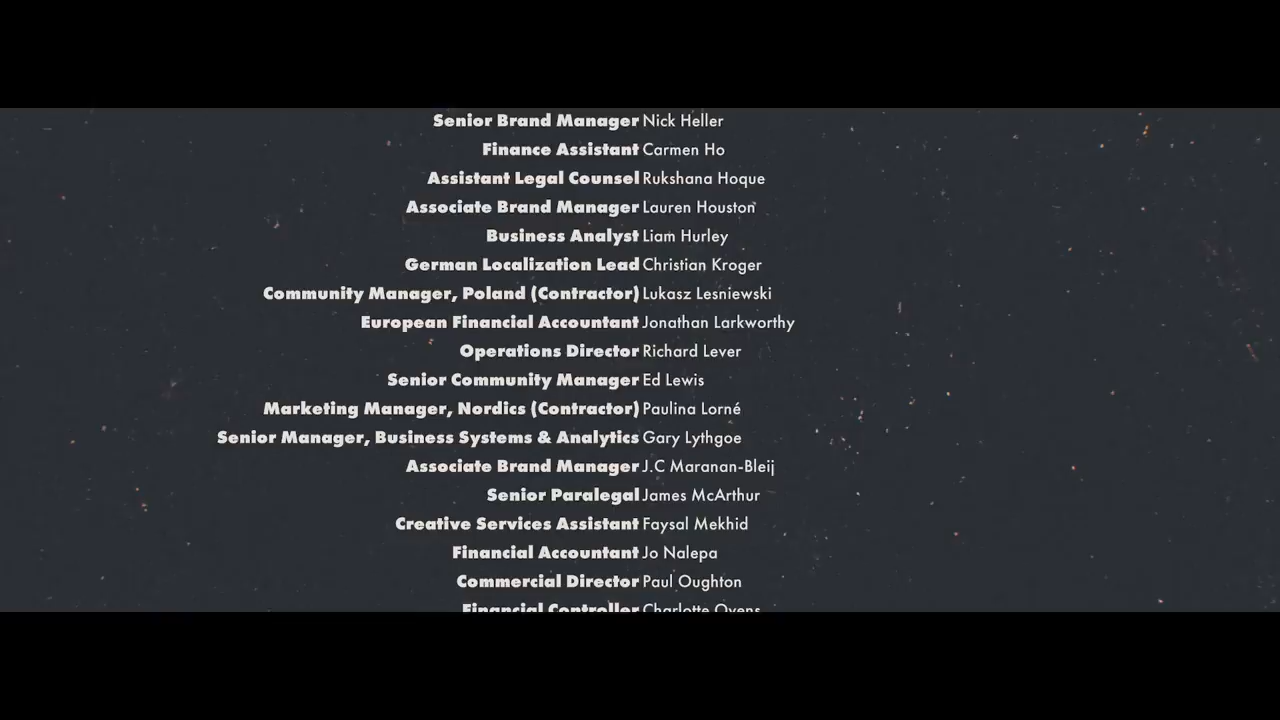 Senior Brand Manager Nick Heller
Finance Assistant Carmen Ho
Assistant Legal Counsel Rukshana Hoque
Associate Brand Manager Lauren Houston
Business Analyst Liam Hurley
German Localization Lead Christian Kroger
Community Manager, Poland (Contractor) Lukasz Lesniewski
European Financial Accountant Jonathan Larkworthy
Operations Director Richard Lever
Senior Community Manager Ed Lewis
Marketing Manager, Nordics (Contractor) Paulina Lorné
Senior Manager, Business Systems & Analytics Gary Lythgoe
Associate Brand Manager J.C Maranan-Bleij
Senior Paralegal James McArthur
Creative Services Assistant Faysal Mekhid
Financial Accountant Jo Nalepa
Commercial Director Paul Oughton
Financial Controller Charlotte Ovens